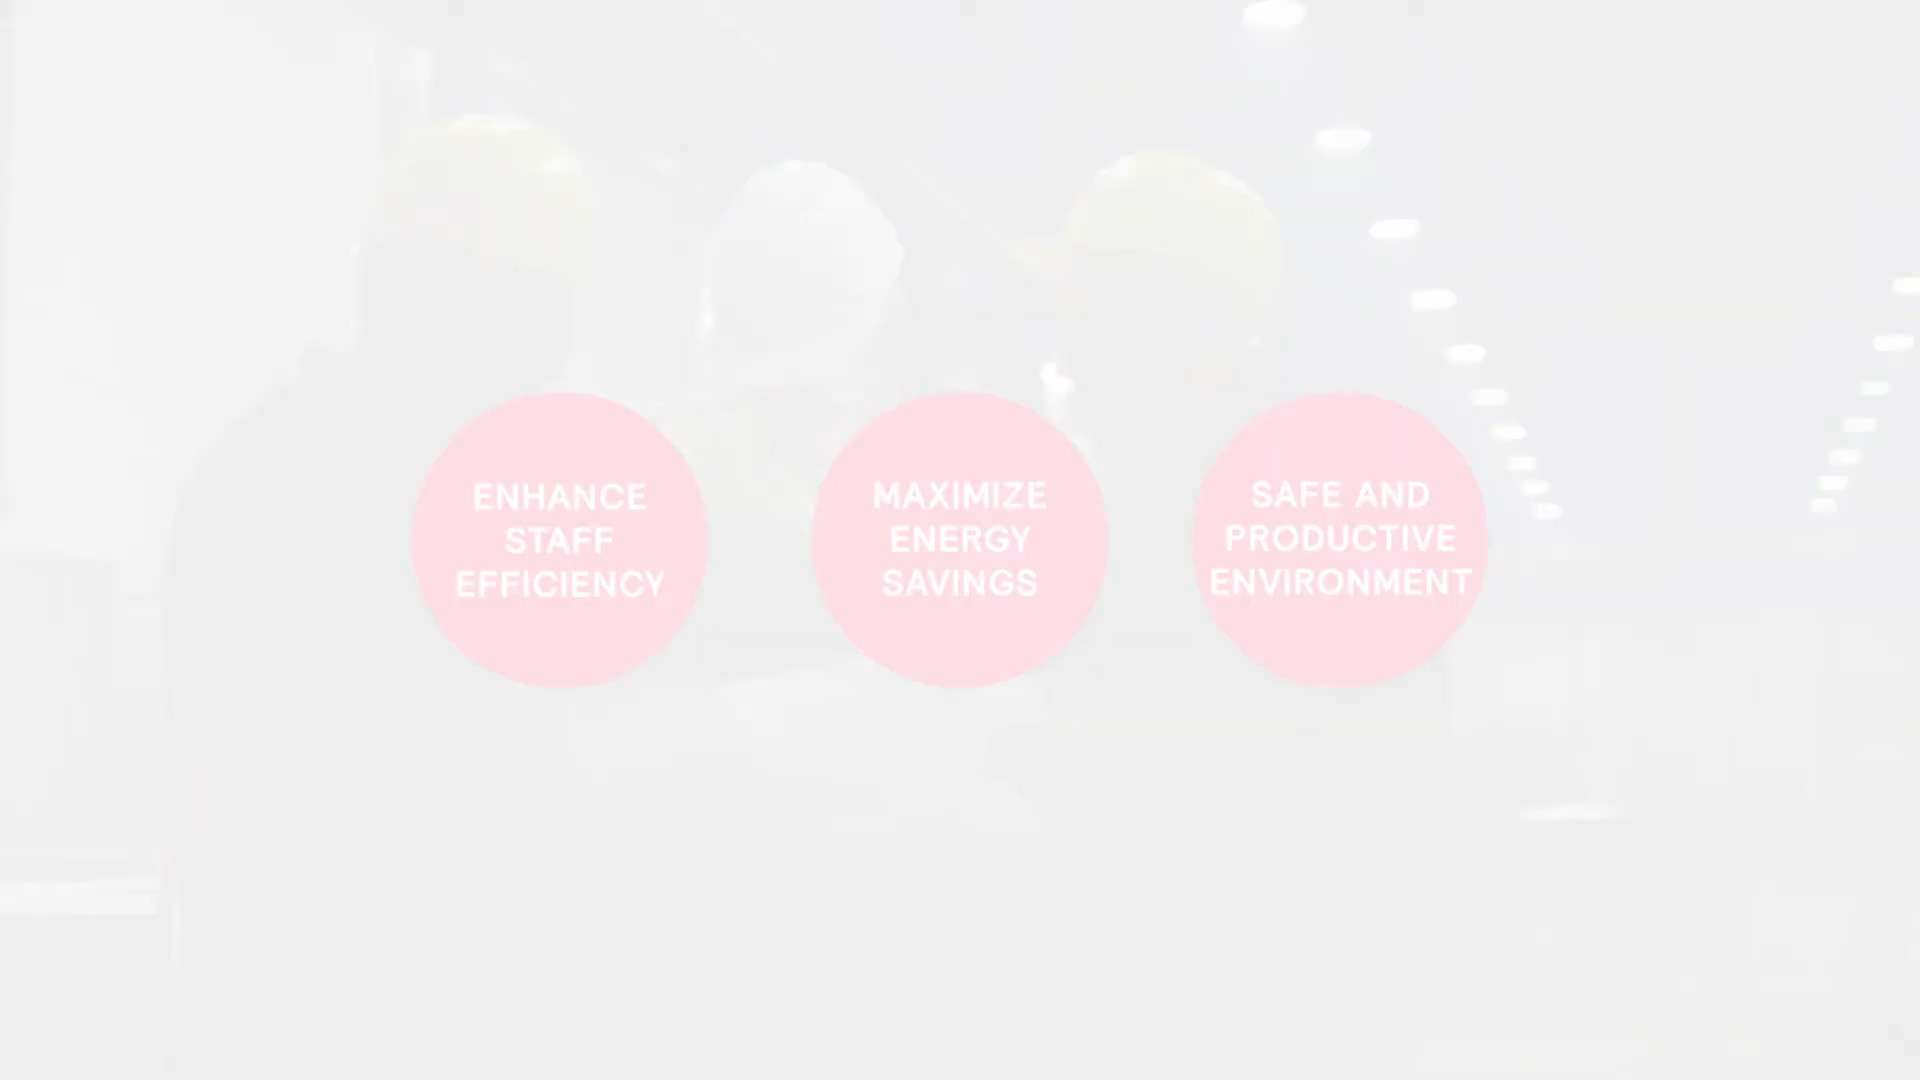 ENHANCE
STAFF
EFFICIENCY
MAXIMIZE
ENERGY
SAVINGS
SAFE AND
PRODUCTIVE
ENVIRONMENT